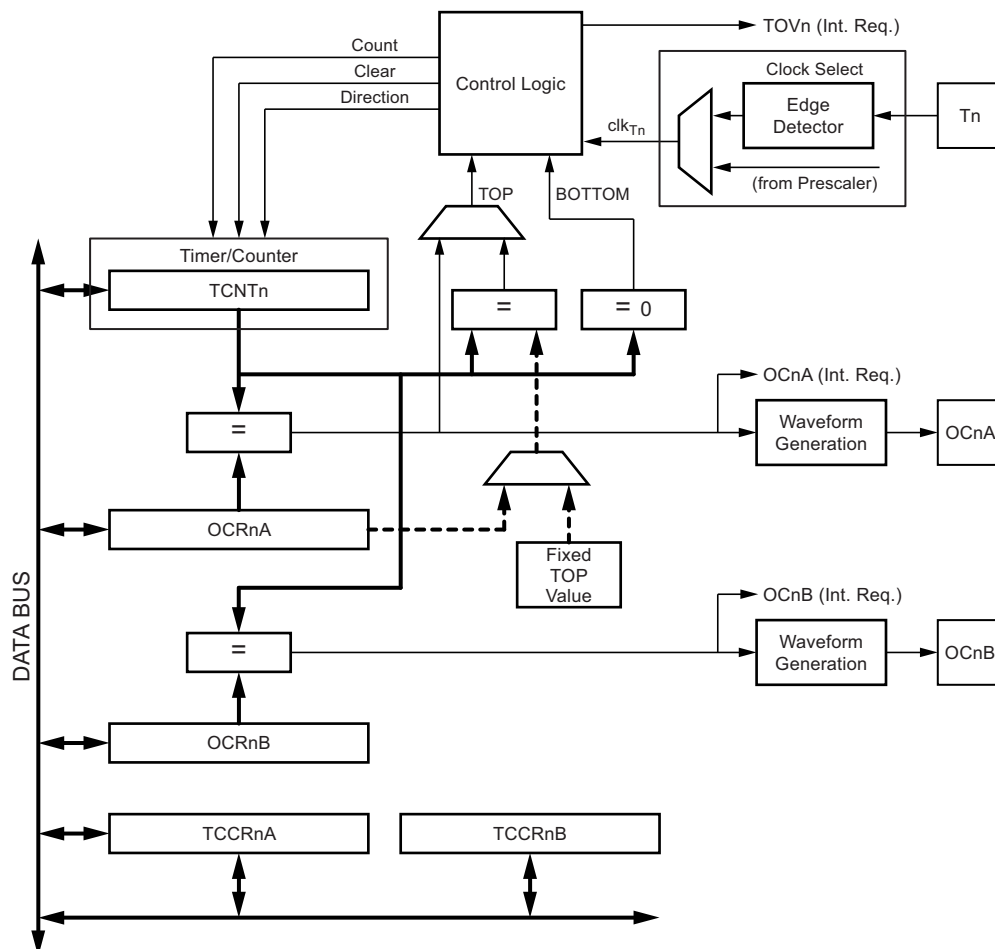 Count
Clear
Direction
Control Logic
TOVn (Int. Req.)
Clock Select
Edge
Detector
Tn
clkTn
(from Prescaler)
TOP
BOTTOM
Timer/Counter
TCNTn
=
= 0
OCnA (Int. Req.)
=
Waveform
Generation
OCnA
OCRnA
Fixed
TOP
Value
DATA BUS
OCnB (Int. Req.)
=
Waveform
Generation
OCnB
OCRnB
TCCRnA
TCCRnB